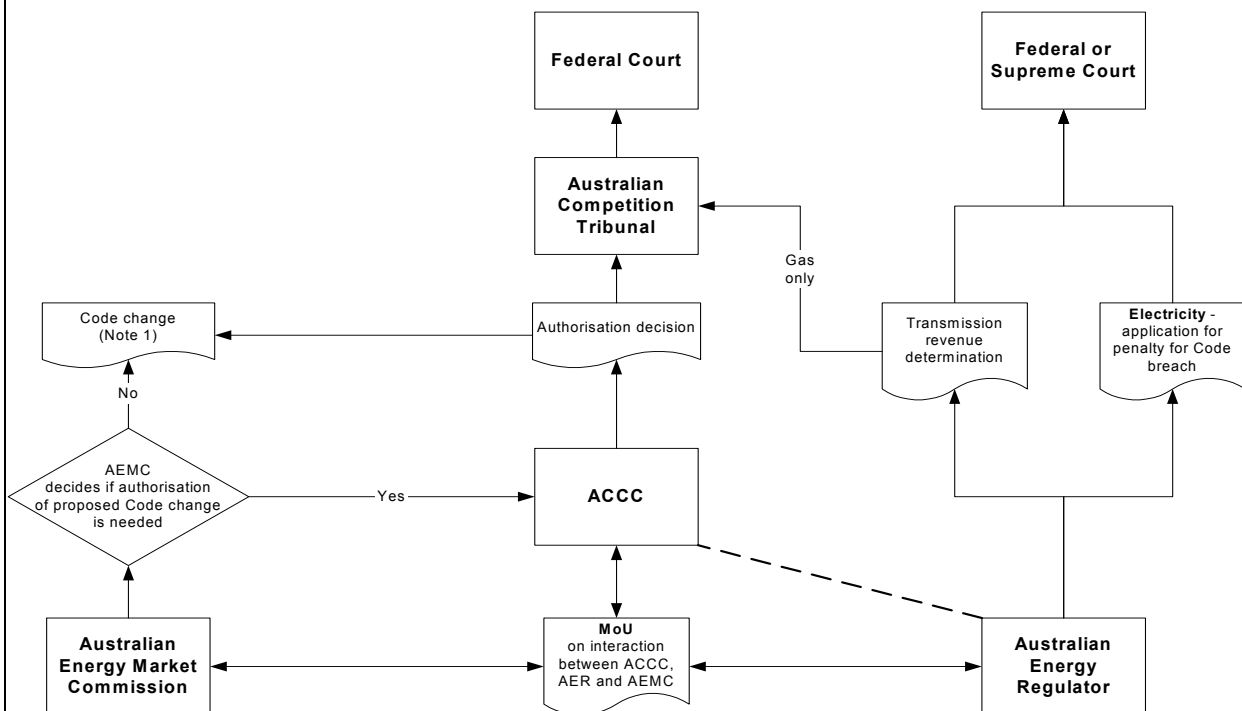 Federal Court
Federal or
Supreme Court
Australian
Competition
Tribunal
Gas
only
Code change
(Note 1)
Authorisation decision
Transmission
revenue
determination
Electricity -
application for
penalty for Code
breach
No
AEMC
decides if authorisation
of proposed Code change
is needed
Yes
ACCC
Australian
Energy Market
Commission
MoU
on interaction
between ACCC,
AER and AEMC
Australian
Energy
Regulator